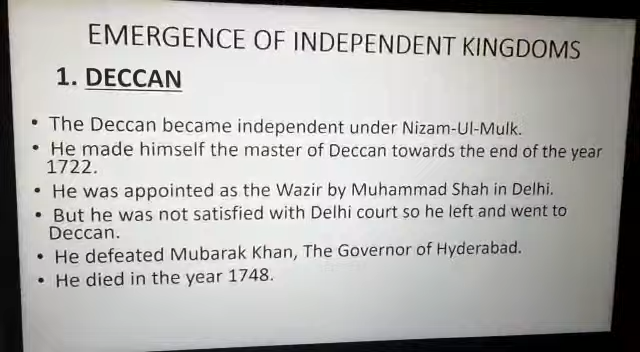 EMERGENCE OF INDEPENDENT KINGDOMS
1. DECCAN
• The Deccan became independent under Nizam-Ul-Mulk.
• He made himself the master of Deccan towards the end of the year
1722.
• He was appointed as the Wazir by Muhammad Shah in Delhi.
• But he was not satisfied with Delhi court so he left and went to
Deccan.
• He defeated Mubarak Khan, The Governor of Hyderabad.
• He died in the year 1748.